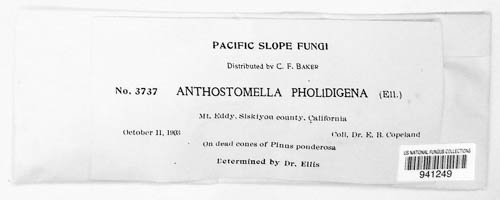 PACIFIC SLOPE FUNGI
Distributed by C. F. BAKER
No. 3737 ANTHOSTOMELLA PHOLIDIGENA (Ell.)
Mt. Eddy, Siskiyou county, California
October 11, 1903 Coll. Dr. E. B. Copeland
On dead cones of Pinus ponderosa
Determined by Dr. Ellis
US NATIONAL FUNGUS COLLECTIONS
941249